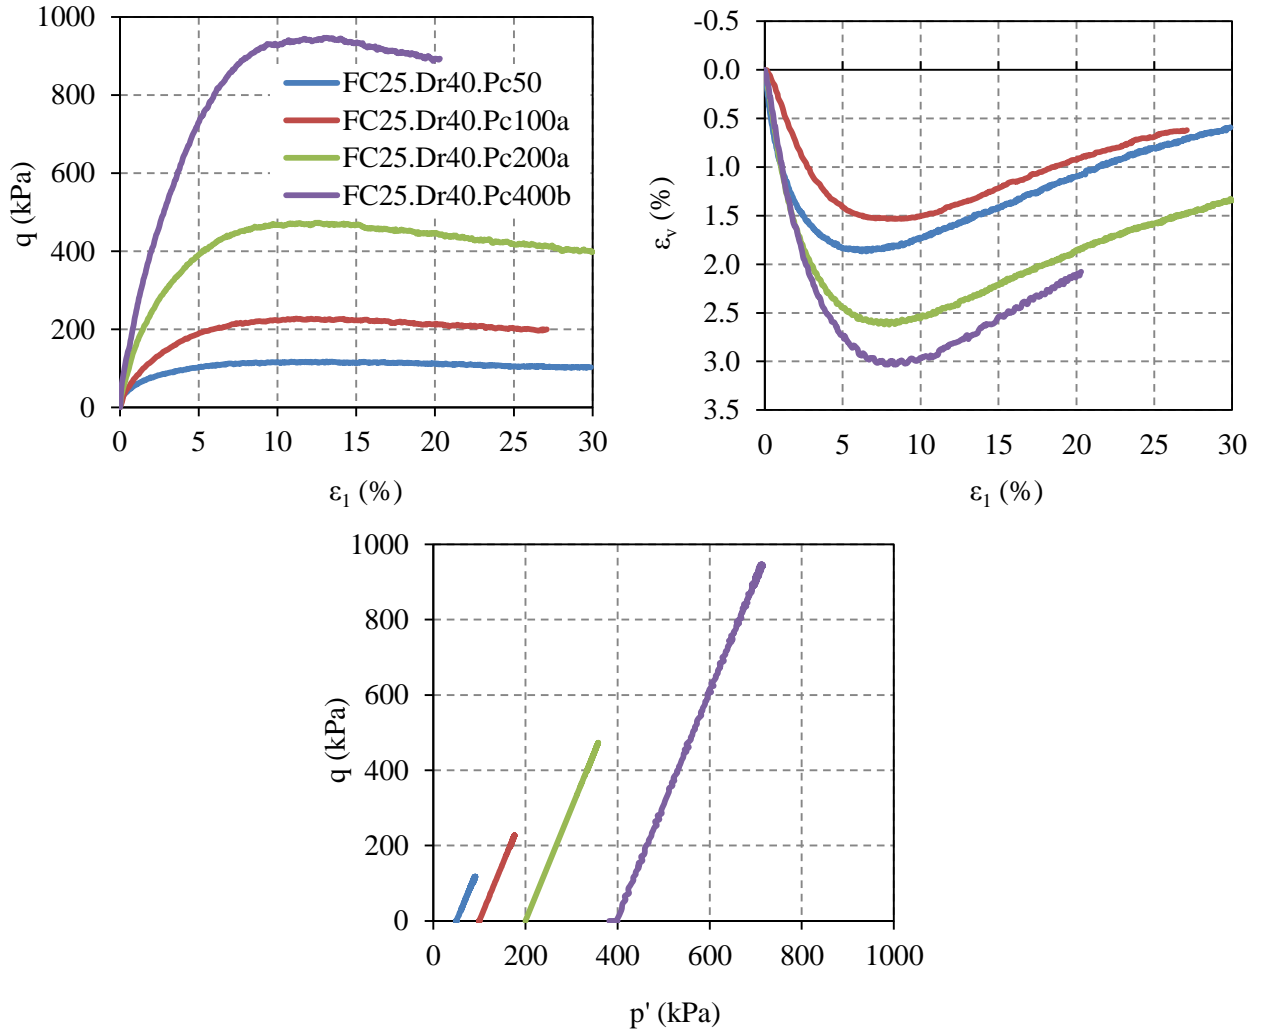 1000
800
600
400
200
0
q (kPa)
FC25.Dr40.Pc50
FC25.Dr40.Pc100a
FC25.Dr40.Pc200a
FC25.Dr40.Pc400b
0 5 10 15 20 25 30
ε1 (%)
-0.5
0.0
0.5
1.0
1.5
2.0
2.5
3.0
3.5
εv (%)
0 5 10 15 20 25 30
ε1 (%)
1000
800
600
400
200
0
q (kPa)
0 200 400 600 800 1000
p' (kPa)